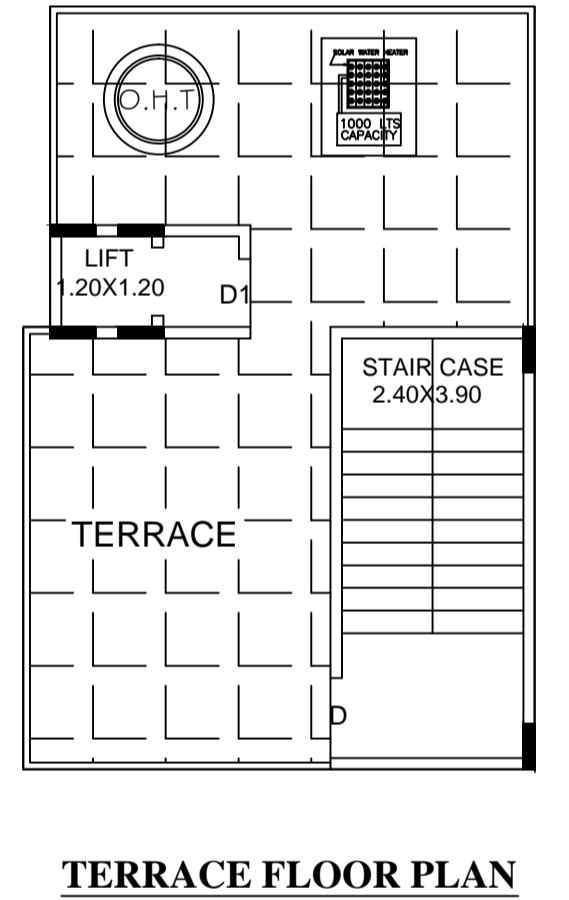 O.H.T
SOLAR WATER HEATER
1000 LTS
CAPACITY
LIFT
1.20X1.20
D1
STAIR CASE
2.40X3.90
TERRACE
D
TERRACE FLOOR PLAN